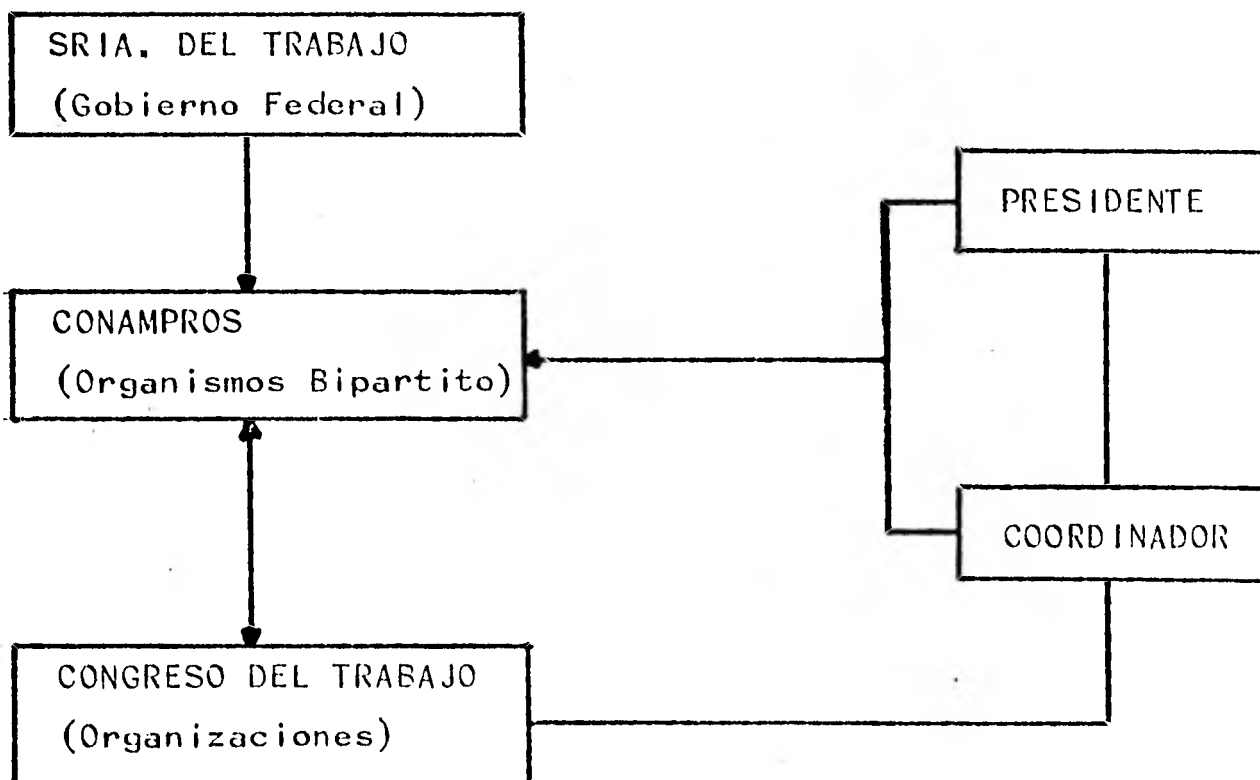 SRIA. DEL TRABAJO
(Gobierno Federal)
PRESIDENTE
CONAMPROS
(Organismos Bipartito)
COORDINADOR
CONGRESO DEL TRABAJO
(Organizaciones)